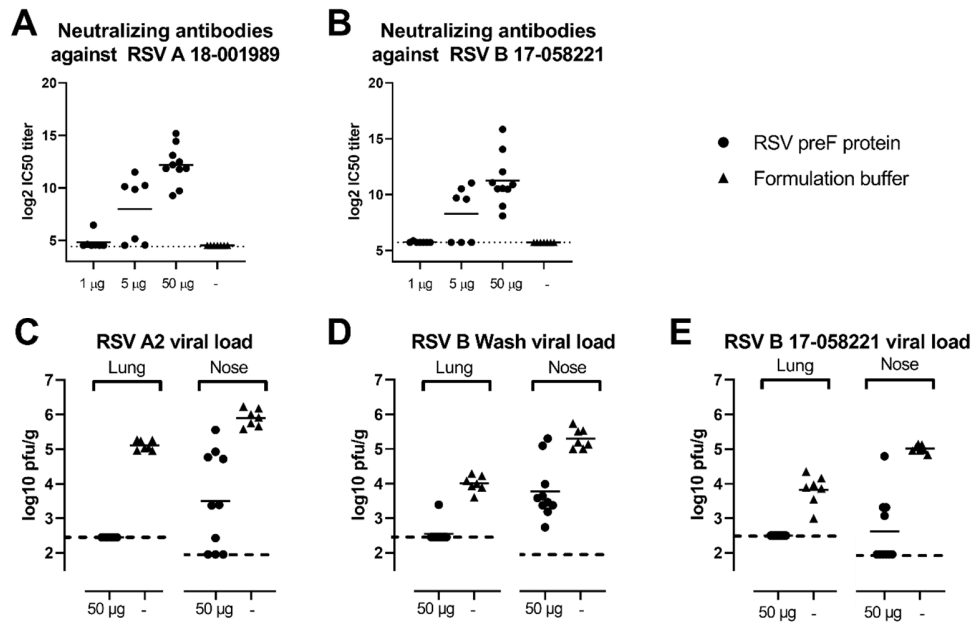 A
Neutralizing antibodies
against RSV A 18-001989
20
15
10
5
log2 IC50 titer
1 µg
5 µg
50 µg
-
B
Neutralizing antibodies
against RSV B 17-058221
20
15
10
5
log2 IC50 titer
1 µg
5 µg
50 µg
-
RSV preF protein
Formulation buffer
C
RSV A2 viral load
Lung
Nose
7
6
5
4
3
2
log10 pfu/g
50 µg
-
50 µg
-
D
RSV B Wash viral load
Lung
Nose
7
6
5
4
3
2
log10 pfu/g
50 µg
-
50 µg
-
E
RSV B 17-058221 viral load
Lung
Nose
7
6
5
4
3
2
log10 pfu/g
50 µg
-
50 µg
-